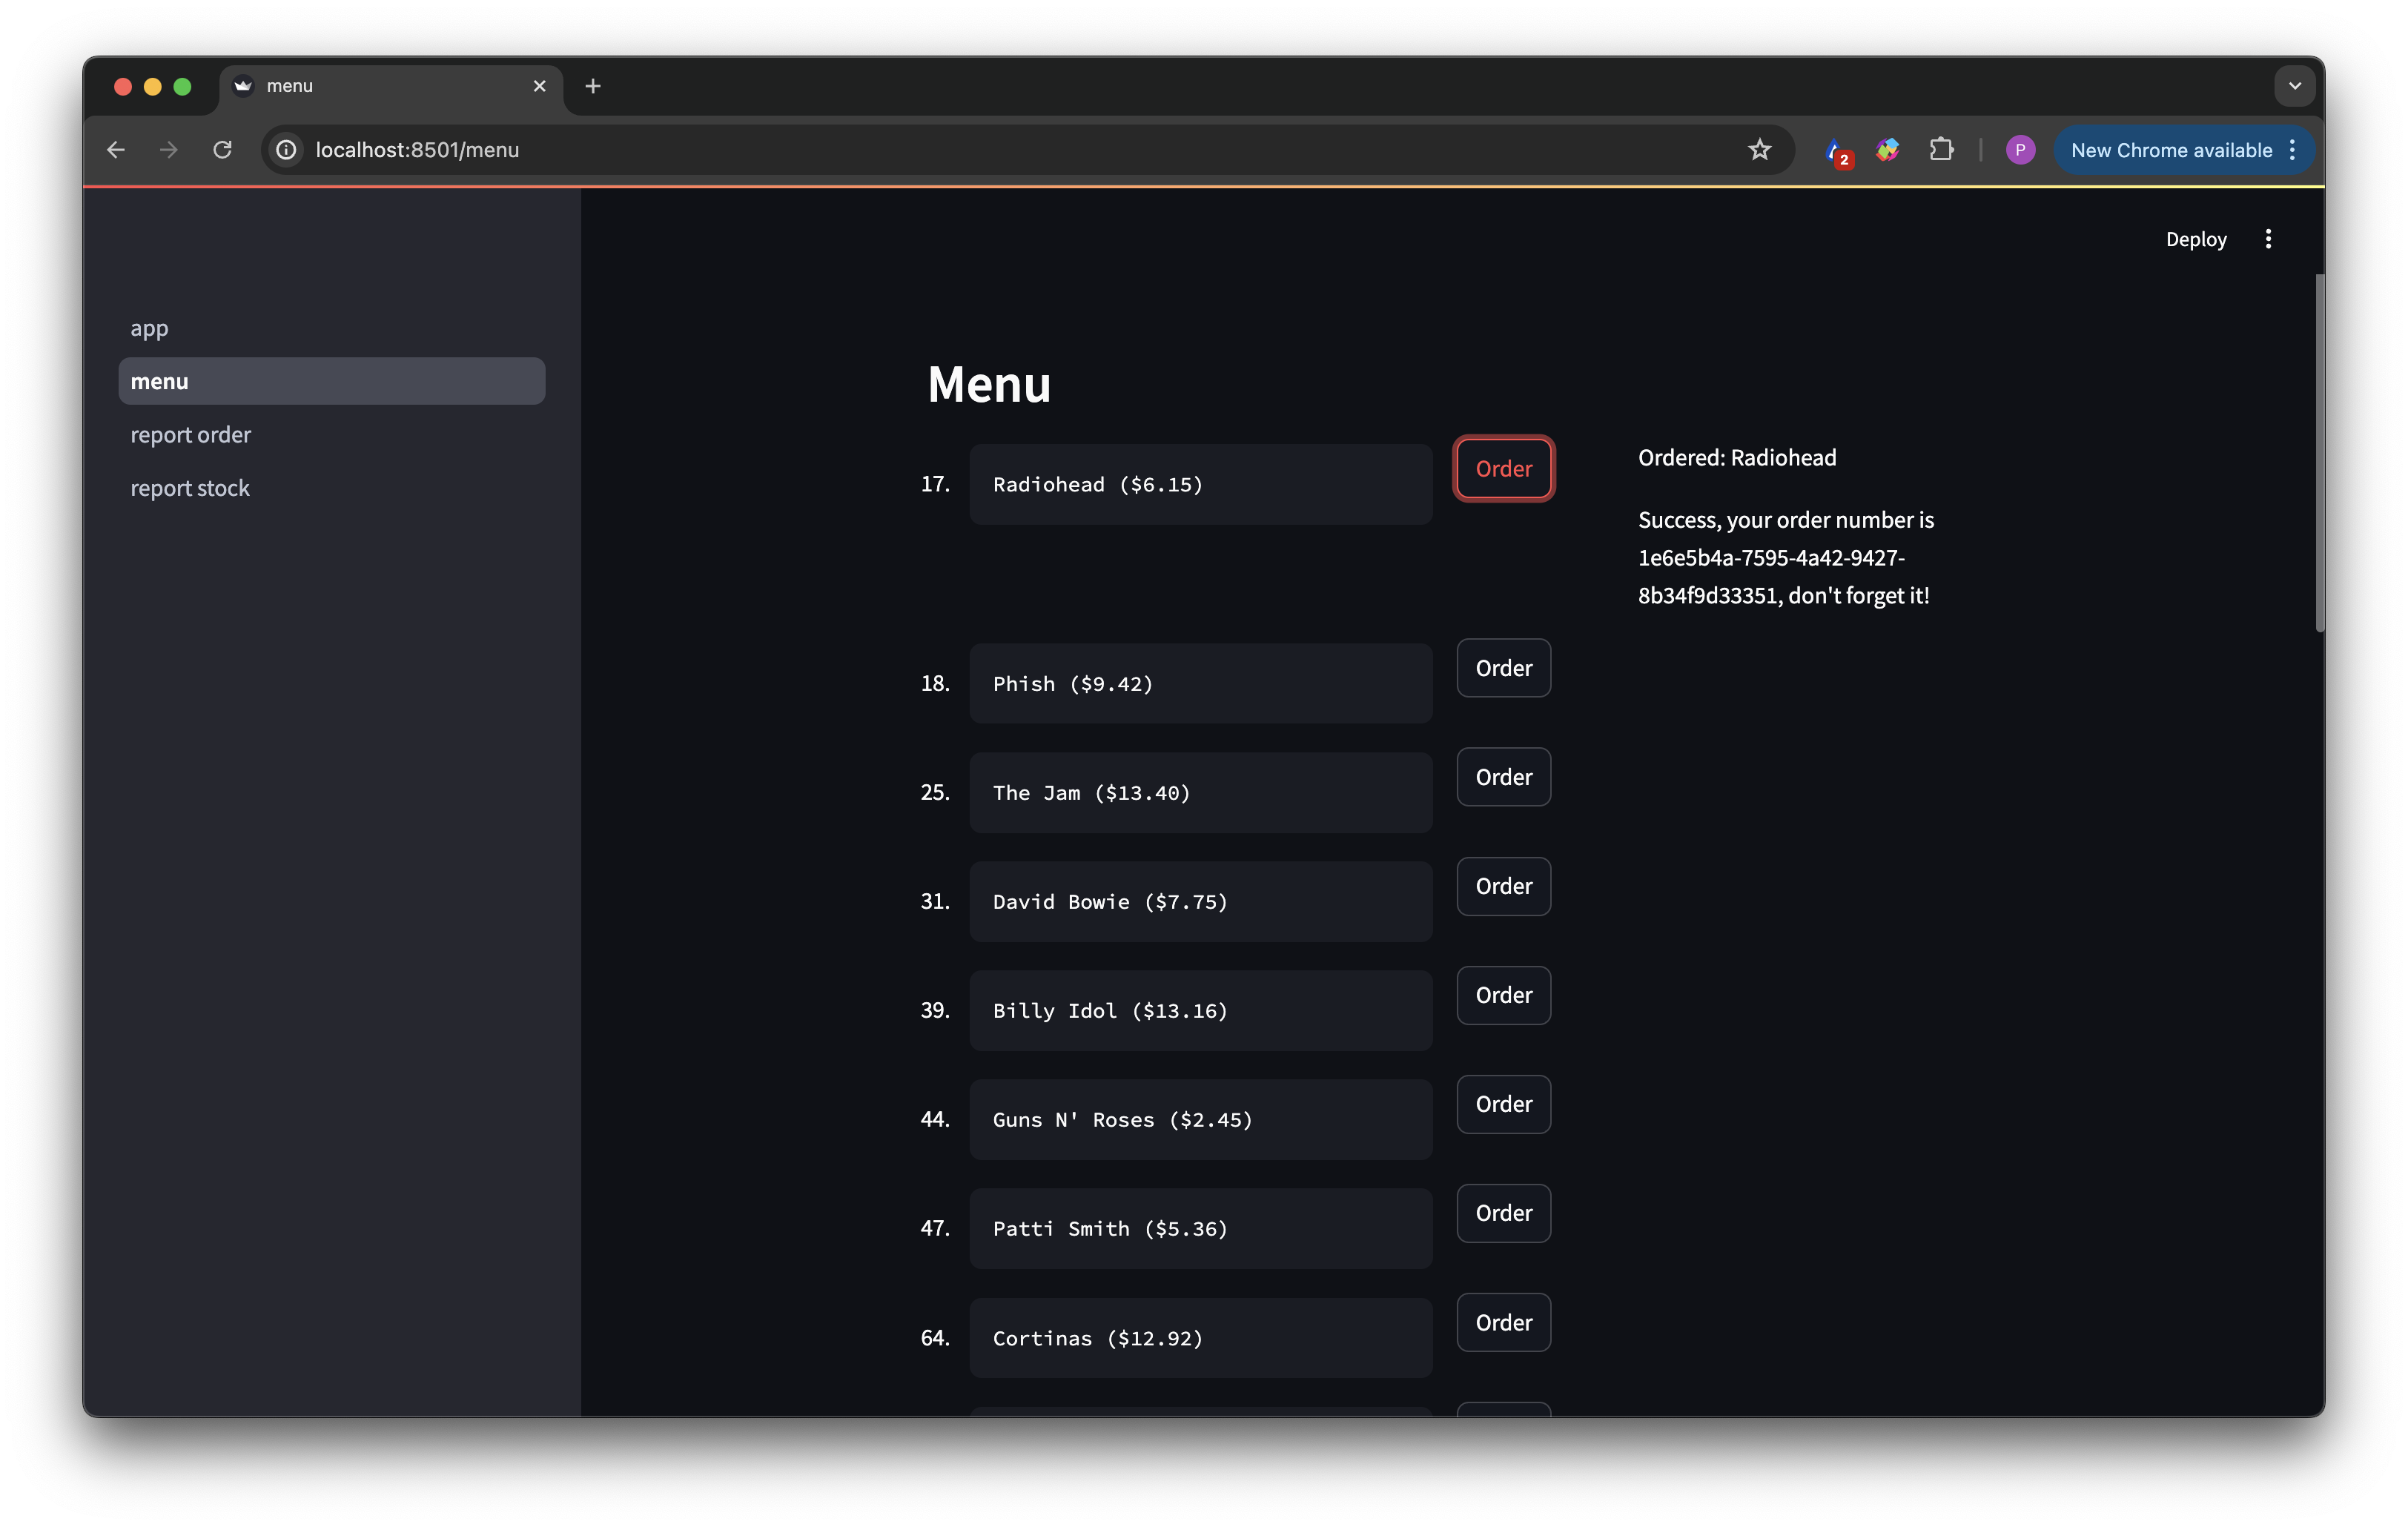 menu
localhost:8501/menu
2
P
New Chrome available
Deploy
app
menu
report order
report stock
Menu
17. Radiohead ($6.15) Order
Ordered: Radiohead
Success, your order number is
1e6e5b4a-7595-4a42-9427-
8b34f9d33351, don't forget it!
18. Phish ($9.42) Order
25. The Jam ($13.40) Order
31. David Bowie ($7.75) Order
39. Billy Idol ($13.16) Order
44. Guns N' Roses ($2.45) Order
47. Patti Smith ($5.36) Order
64. Cortinas ($12.92) Order